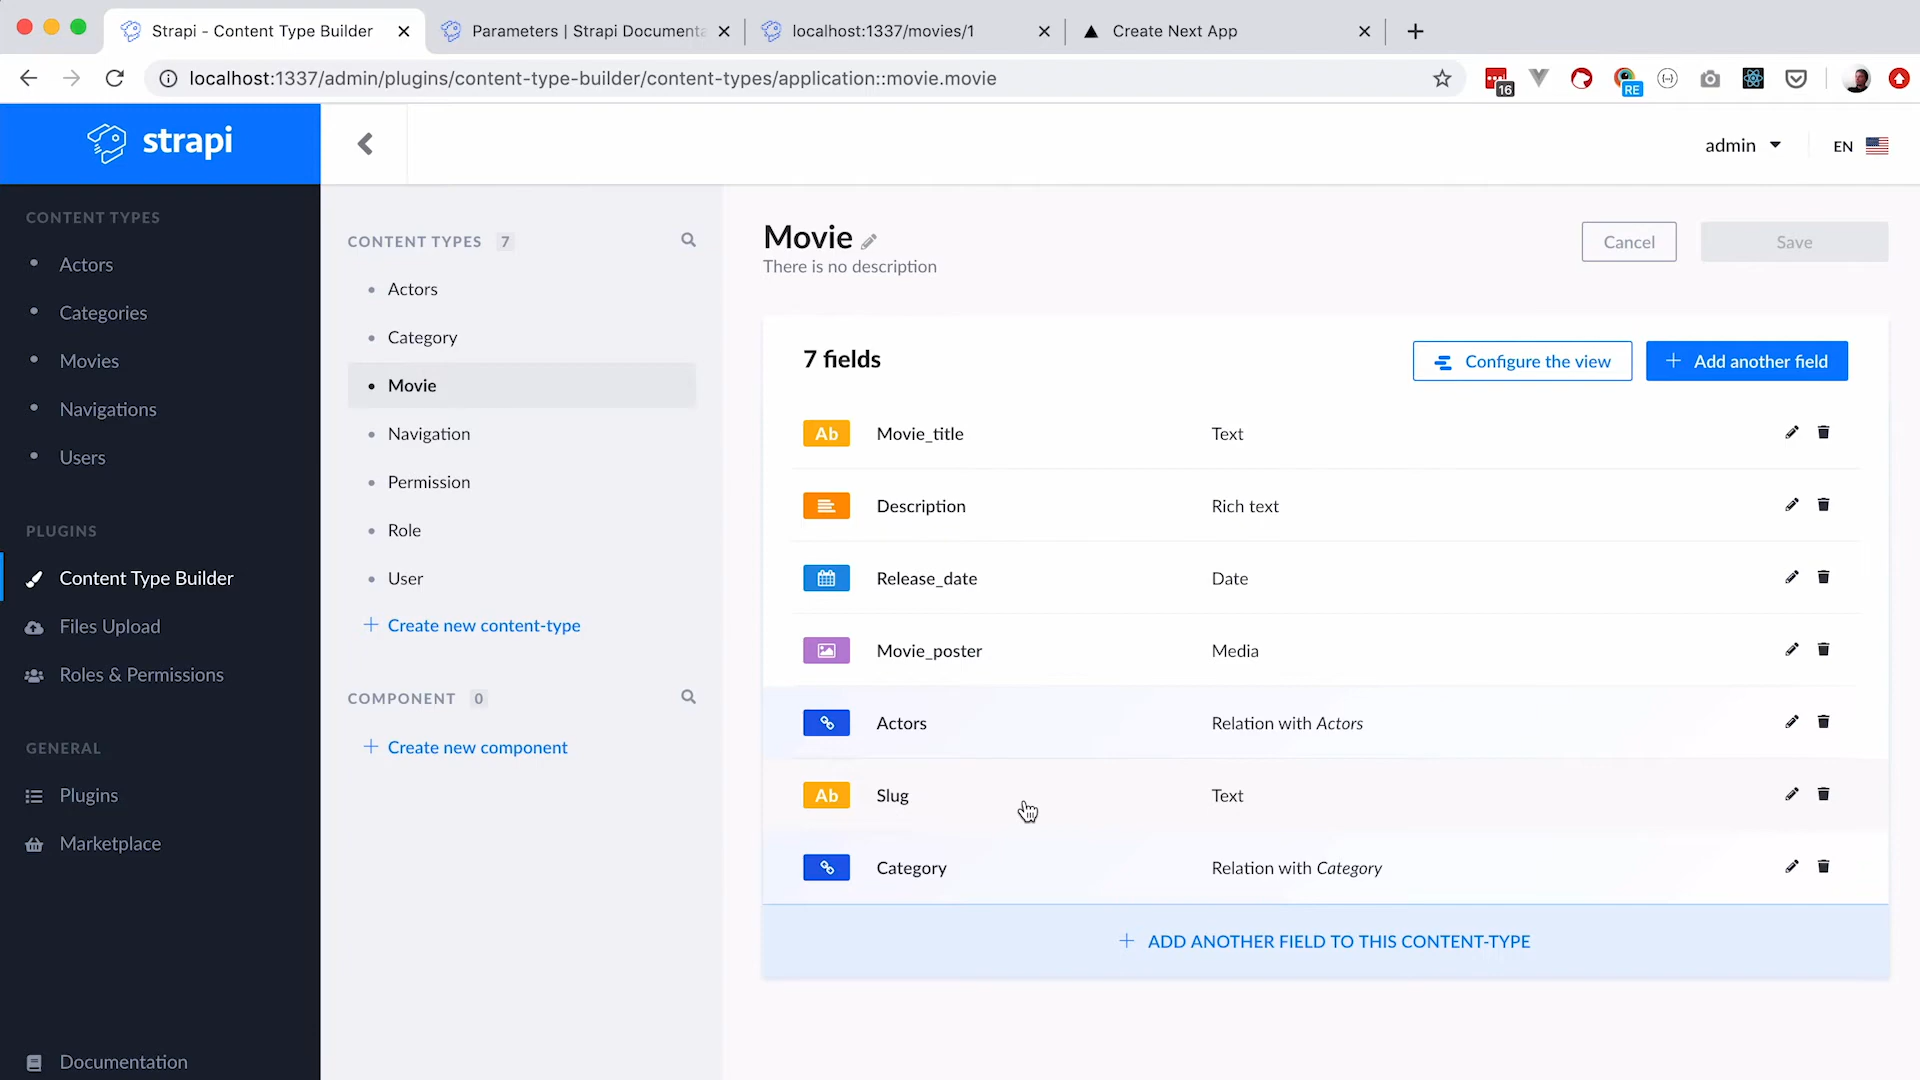 Strapi - Content Type Builder
Parameters | Strapi Documenta
localhost:1337/movies/1
Create Next App
localhost:1337/admin/plugins/content-type-builder/content-types/application::movie.movie
16
RE
strapi
admin
EN
CONTENT TYPES
Actors
Categories
Movies
Navigations
Users
PLUGINS
Content Type Builder
Files Upload
Roles & Permissions
GENERAL
Plugins
Marketplace
Documentation
CONTENT TYPES 7
Actors
Category
Movie
Navigation
Permission
Role
User
+ Create new content-type
COMPONENT 0
+ Create new component
Movie
There is no description
Cancel
Save
7 fields
Configure the view
+ Add another field
Ab Movie_title Text
Description Rich text
Release_date Date
Movie_poster Media
Actors Relation with Actors
Ab Slug Text
Category Relation with Category
+ ADD ANOTHER FIELD TO THIS CONTENT-TYPE